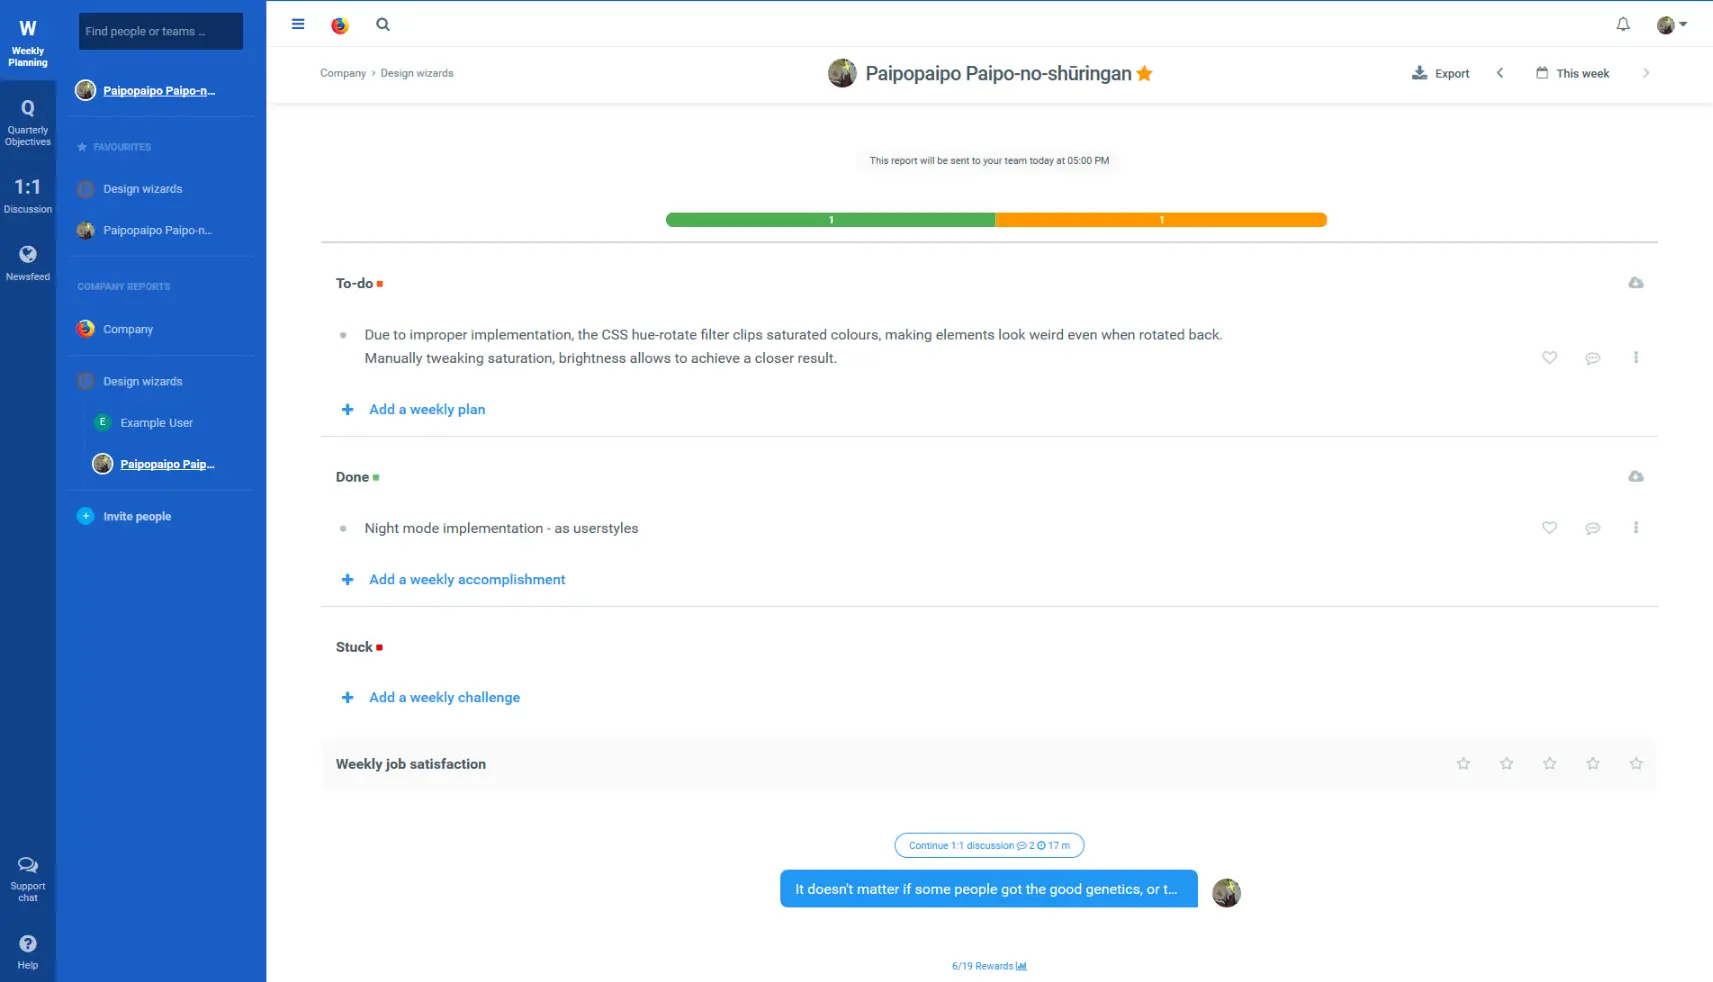 W
Weekly
Planning
Q
Quarterly
Objectives
1:1
Discussion
Newsfeed
Support
chat
Help
Find people or teams ...
Paipopaipo Paipo-n...
FAVOURITES
Design wizards
Paipopaipo Paipo-n...
COMPANY REPORTS
Company
Design wizards
E Example User
Paipopaipo Paip...
Invite people
Company > Design wizards
Paipopaipo Paipo-no-shūringan
Export
This week
This report will be sent to your team today at 05:00 PM
1 1
To-do
Due to improper implementation, the CSS hue-rotate filter clips saturated colours, making elements look weird even when rotated back.
Manually tweaking saturation, brightness allows to achieve a closer result.
+ Add a weekly plan
Done
Night mode implementation - as userstyles
+ Add a weekly accomplishment
Stuck
+ Add a weekly challenge
Weekly job satisfaction
Continue 1:1 discussion 2 17 m
It doesn't matter if some people got the good genetics, or t...
6/19 Rewards